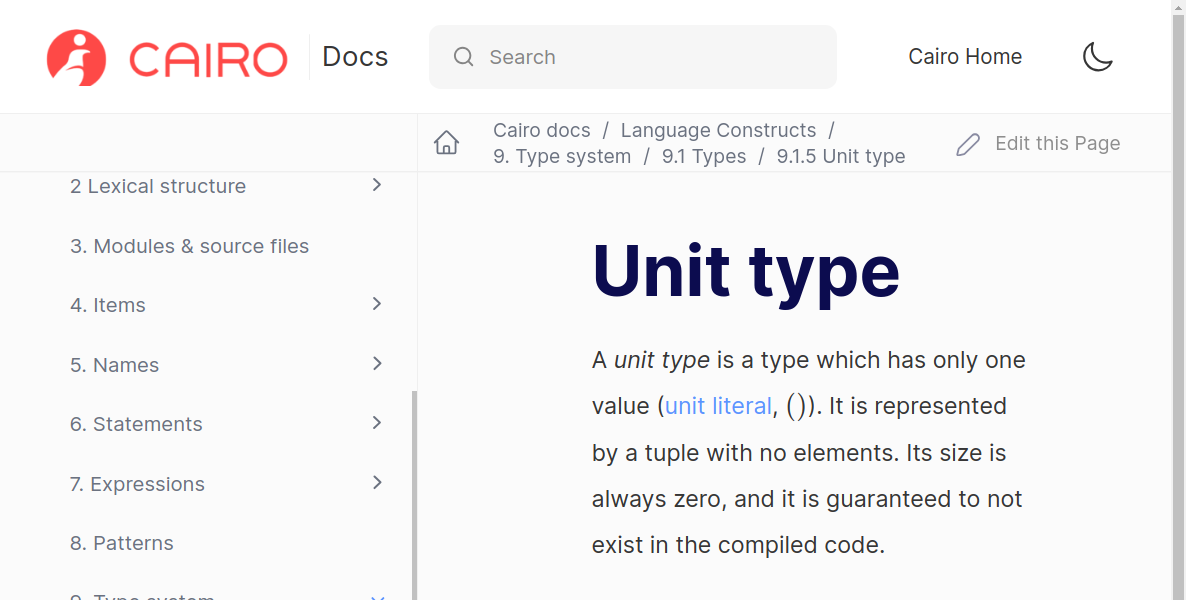 CAIRO Docs
Search
Cairo Home
Cairo docs / Language Constructs /
9. Type system / 9.1 Types / 9.1.5 Unit type
Edit this Page
2 Lexical structure
3. Modules & source files
4. Items
5. Names
6. Statements
7. Expressions
8. Patterns
9. Type system
Unit type
A unit type is a type which has only one
value (unit literal, ()). It is represented
by a tuple with no elements. Its size is
always zero, and it is guaranteed to not
exist in the compiled code.